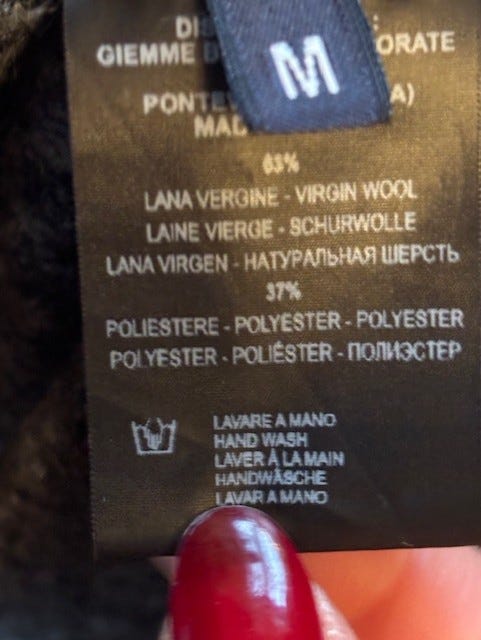 M
GIEMME
ORATE
63%
LANA VERGINE - VIRGIN WOOL
LAINE VIERGE - SCHURWOLLE
LANA VIRGEN - НАТУРАЛЬНАЯ ШЕРСТЬ
37%
POLIESTERE - POLYESTER - POLYESTER
POLYESTER - POLIÉSTER - ПОЛИЭСТЕР
LAVARE A MANO
HAND WASH
LAVER À LA MAIN
HANDWÄSCHE
LAVAR A MANO